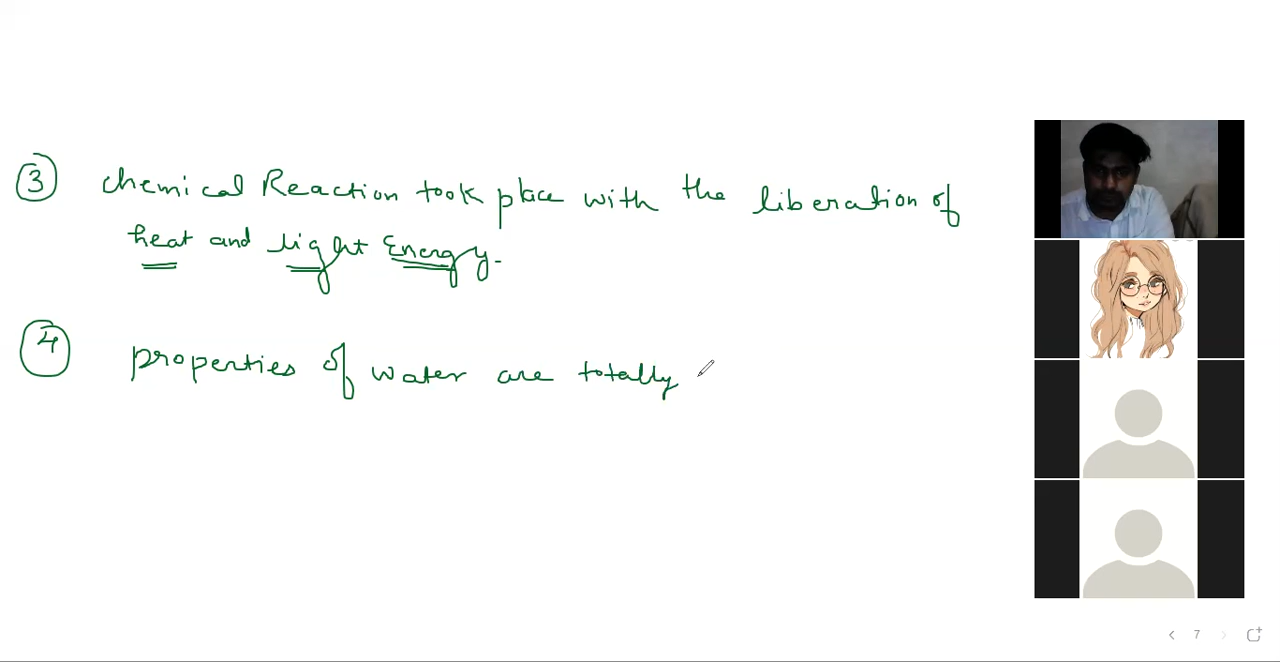 3 chemical Reaction took place with the liberation of
heat and light Energy.
4 properties of water are totally
7